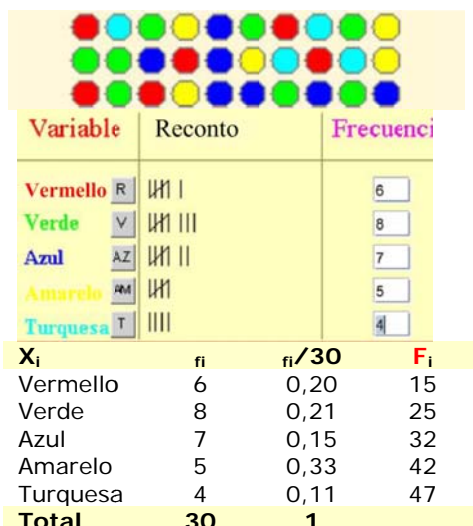 Variable Reconto Frecuenci
Vermello R 6
Verde V 8
Azul AZ 7
Amarelo AM 5
Turquesa T 4
Xi fi fi/30 Fi
Vermello 6 0,20 15
Verde 8 0,21 25
Azul 7 0,15 32
Amarelo 5 0,33 42
Turquesa 4 0,11 47
Total 30 1